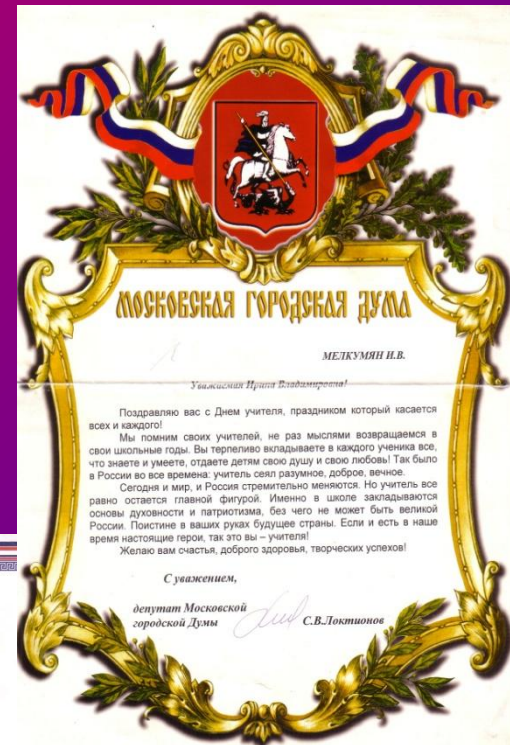 МОСКОВСКАЯ ГОРОДСКАЯ ДУМА
МЕЛКУМЯН И.В.
Уважаемая Ирина Владимировна!
Поздравляю вас с Днем учителя, праздником который касается
всех и каждого!
Мы помним своих учителей, не раз мыслями возвращаемся в
свои школьные годы. Вы терпеливо вкладываете в каждого ученика все,
что знаете и умеете, отдаете детям свою душу и свою любовь! Так было
в России во все времена: учитель сеял разумное, доброе, вечное.
Сегодня и мир, и Россия стремительно меняются. Но учитель все
равно остается главной фигурой. Именно в школе закладываются
основы духовности и патриотизма, без чего не может быть великой
России. Поистине в ваших руках будущее страны. Если и есть в наше
время настоящие герои, так это вы – учителя!
Желаю вам счастья, доброго здоровья, творческих успехов!
С уважением,
депутат Московской
городской Думы С.В.Локтионов